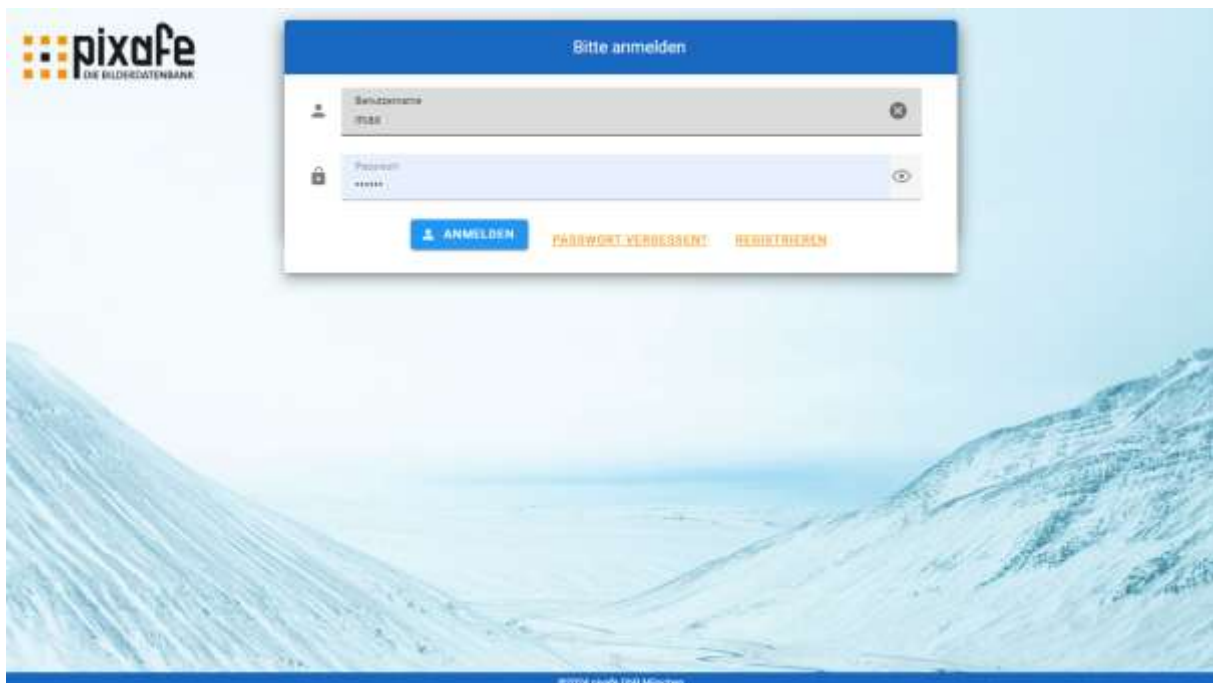 pixafe
DIE BILDERDATENBANK
Bitte anmelden
Benutzername
max
Passwort
••••••
ANMELDEN
PASSWORT VERGESSEN?
REGISTRIEREN